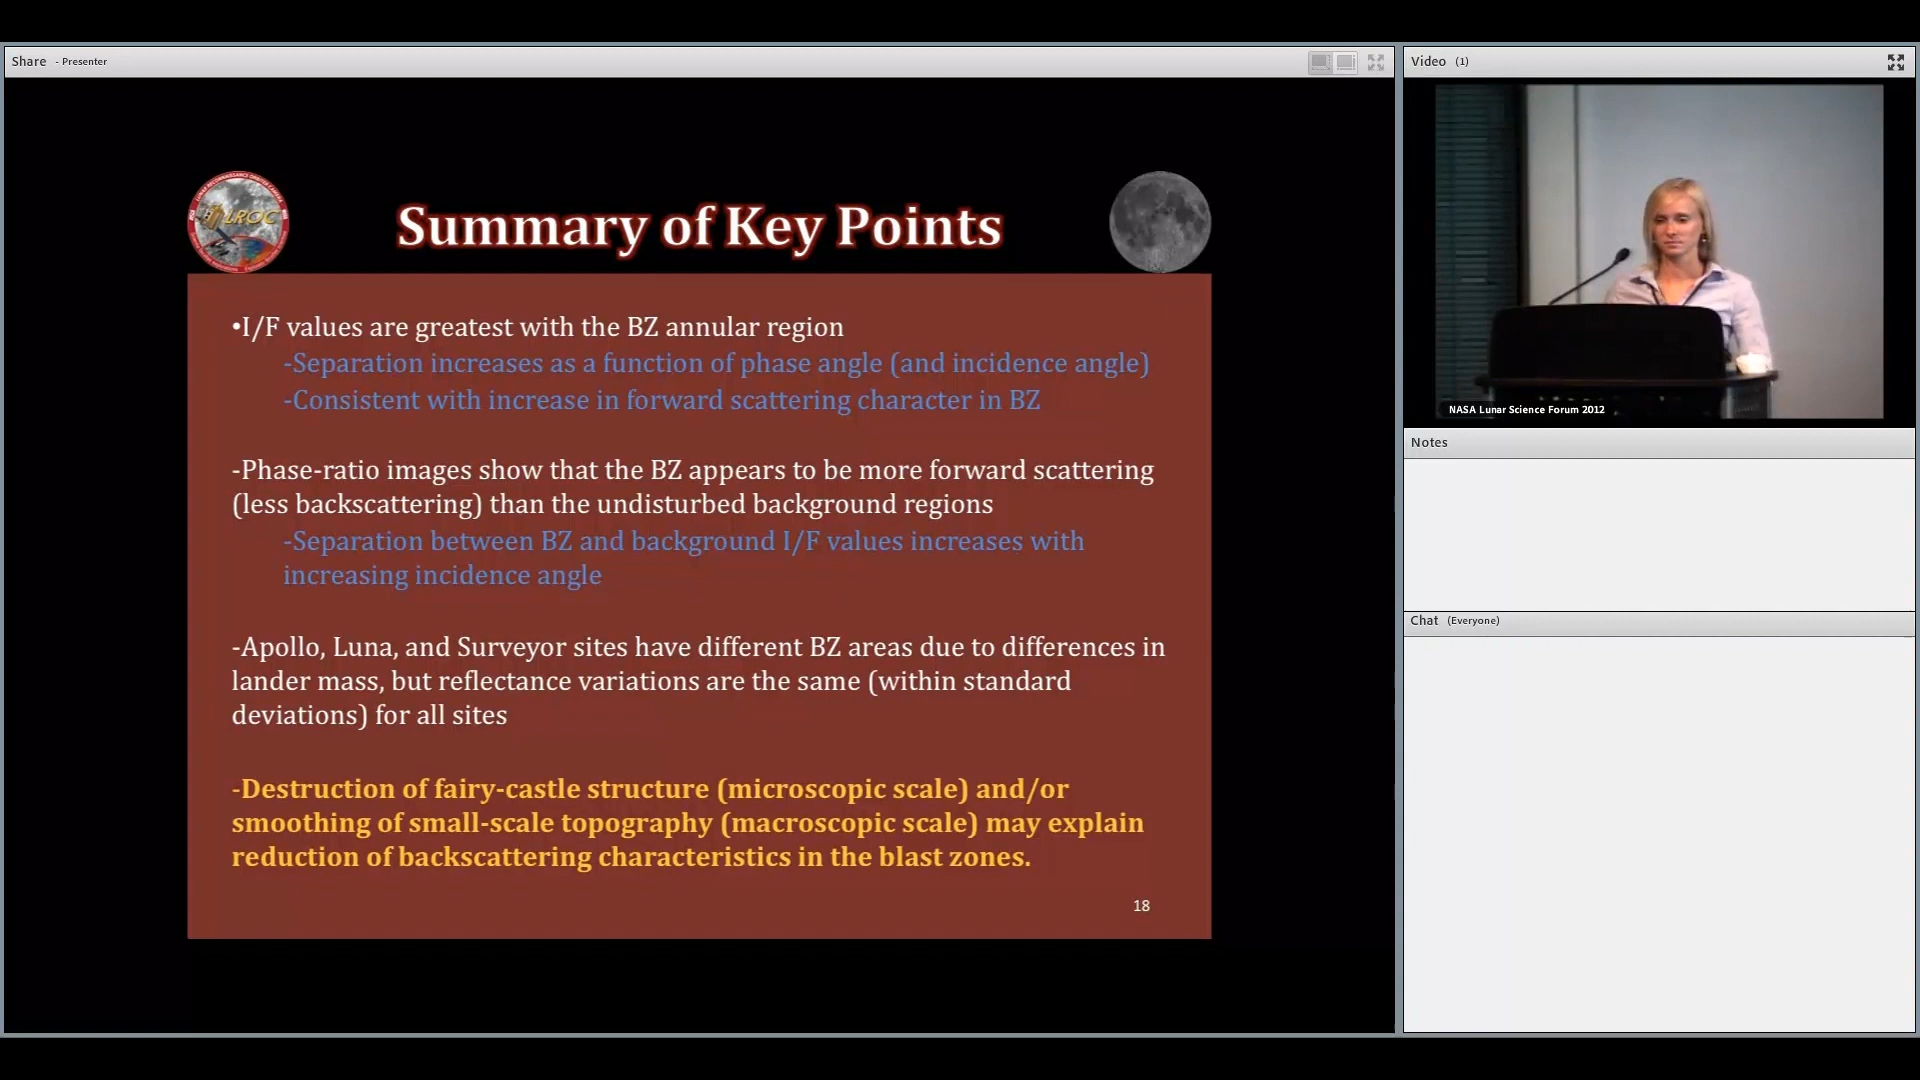 Share - Presenter
Video (1)
LROC
Summary of Key Points
•I/F values are greatest with the BZ annular region
-Separation increases as a function of phase angle (and incidence angle)
-Consistent with increase in forward scattering character in BZ
-Phase-ratio images show that the BZ appears to be more forward scattering
(less backscattering) than the undisturbed background regions
-Separation between BZ and background I/F values increases with
increasing incidence angle
-Apollo, Luna, and Surveyor sites have different BZ areas due to differences in
lander mass, but reflectance variations are the same (within standard
deviations) for all sites
-Destruction of fairy-castle structure (microscopic scale) and/or
smoothing of small-scale topography (macroscopic scale) may explain
reduction of backscattering characteristics in the blast zones.
18
NASA Lunar Science Forum 2012
Notes
Chat (Everyone)